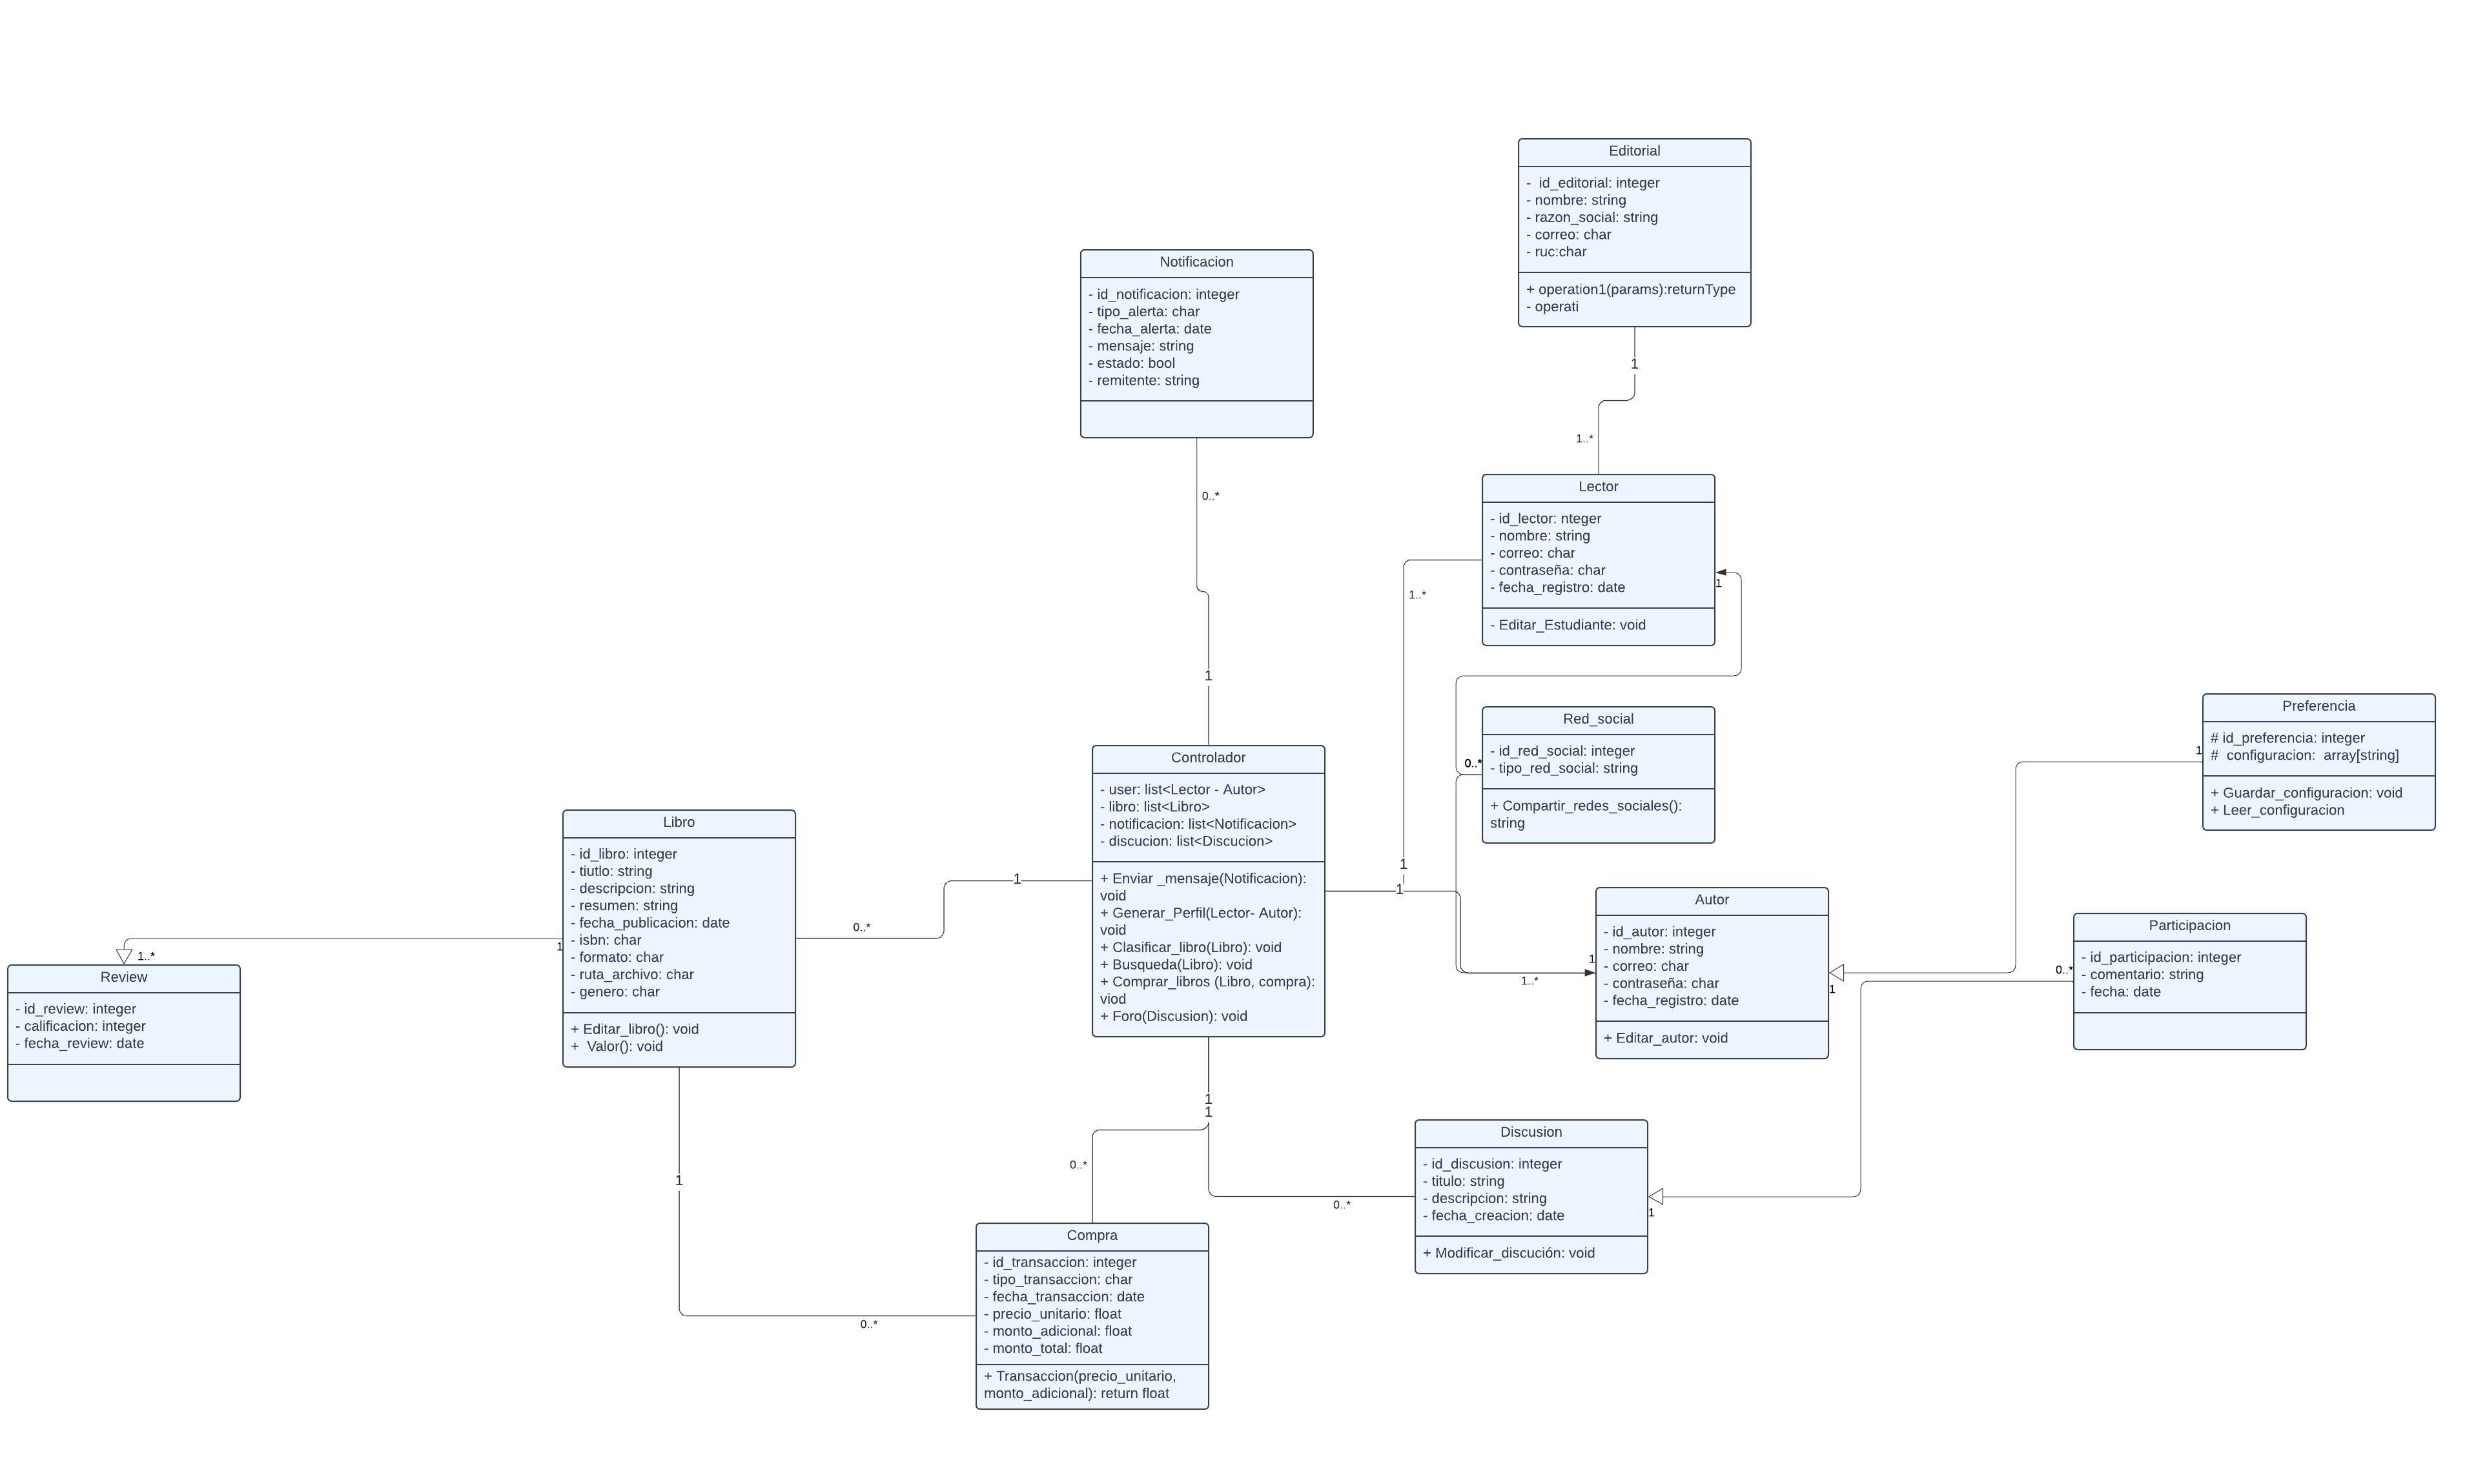 Editorial
-  id_editorial: integer
- nombre: string
- razon_social: string
- correo: char
- ruc:char
+ operation1(params):returnType
- operati
1
1..*
Notificacion
- id_notificacion: integer
- tipo_alerta: char
- fecha_alerta: date
- mensaje: string
- estado: bool
- remitente: string
0..*
1
Lector
- id_lector: nteger
- nombre: string
- correo: char
- contraseña: char
- fecha_registro: date
- Editar_Estudiante: void
1
1..*
1
Red_social
- id_red_social: integer
- tipo_red_social: string
+ Compartir_redes_sociales():
string
0..*
Preferencia
# id_preferencia: integer
#  configuracion:  array[string]
+ Guardar_configuracion: void
+ Leer_configuracion
1
Controlador
- user: list<Lector - Autor>
- libro: list<Libro>
- notificacion: list<Notificacion>
- discucion: list<Discucion>
+ Enviar _mensaje(Notificacion):
void
+ Generar_Perfil(Lector- Autor):
void
+ Clasificar_libro(Libro): void
+ Busqueda(Libro): void
+ Comprar_libros (Libro, compra):
viod
+ Foro(Discusion): void
1
1
Libro
- id_libro: integer
- tiutlo: string
- descripcion: string
- resumen: string
- fecha_publicacion: date
- isbn: char
- formato: char
- ruta_archivo: char
- genero: char
+ Editar_libro(): void
+  Valor(): void
0..*
1
1..*
Review
- id_review: integer
- calificacion: integer
- fecha_review: date
Autor
- id_autor: integer
- nombre: string
- correo: char
- contraseña: char
- fecha_registro: date
+ Editar_autor: void
1
1..*
1
Participacion
- id_participacion: integer
- comentario: string
- fecha: date
0..*
1
1
0..*
0..*
Discusion
- id_discusion: integer
- titulo: string
- descripcion: string
- fecha_creacion: date
+ Modificar_discución: void
1
1
0..*
Compra
- id_transaccion: integer
- tipo_transaccion: char
- fecha_transaccion: date
- precio_unitario: float
- monto_adicional: float
- monto_total: float
+ Transaccion(precio_unitario,
monto_adicional): return float